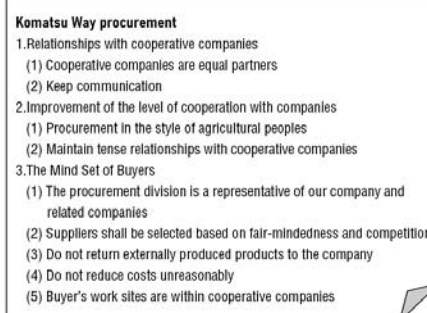 Komatsu Way procurement
1.Relationships with cooperative companies
(1) Cooperative companies are equal partners
(2) Keep communication
2.Improvement of the level of cooperation with companies
(1) Procurement in the style of agricultural peoples
(2) Maintain tense relationships with cooperative companies
3.The Mind Set of Buyers
(1) The procurement division is a representative of our company and
related companies
(2) Suppliers shall be selected based on fair-mindedness and competition
(3) Do not return externally produced products to the company
(4) Do not reduce costs unreasonably
(5) Buyer's work sites are within cooperative companies